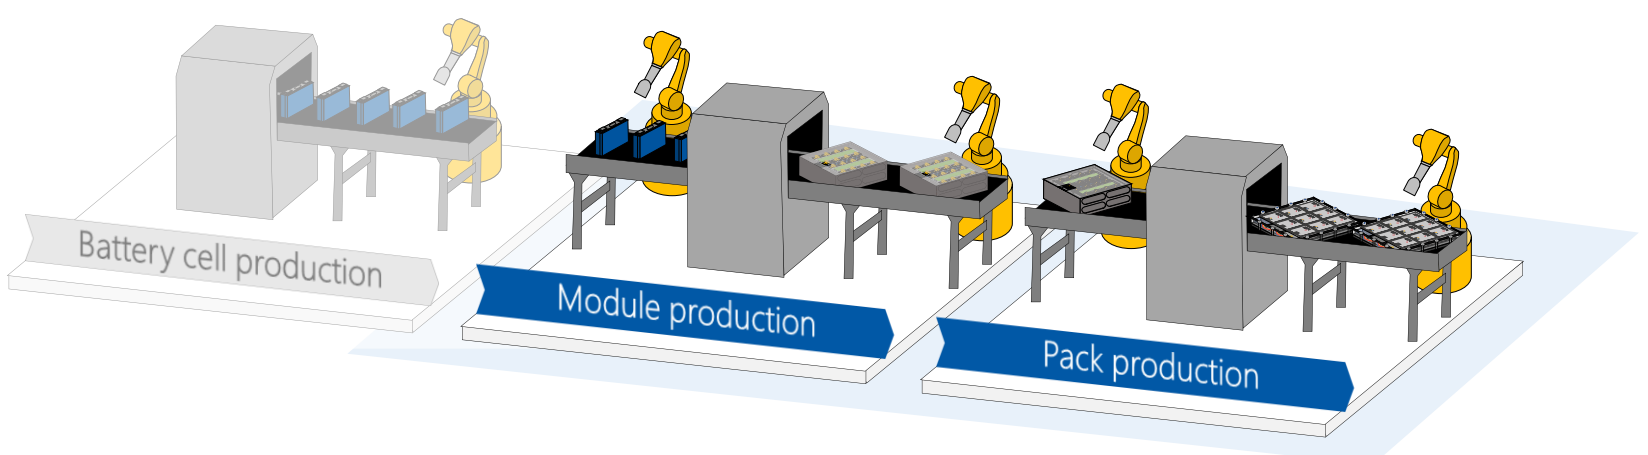 Battery cell production
Module production
Pack production